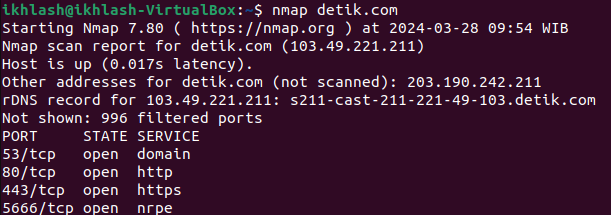 ikhlash@ikhlash-VirtualBox:~$ nmap detik.com
Starting Nmap 7.80 ( https://nmap.org ) at 2024-03-28 09:54 WIB
Nmap scan report for detik.com (103.49.221.211)
Host is up (0.017s latency).
Other addresses for detik.com (not scanned): 203.190.242.211
rDNS record for 103.49.221.211: s211-cast-211-221-49-103.detik.com
Not shown: 996 filtered ports
PORT     STATE SERVICE
53/tcp   open  domain
80/tcp   open  http
443/tcp  open  https
5666/tcp open  nrpe